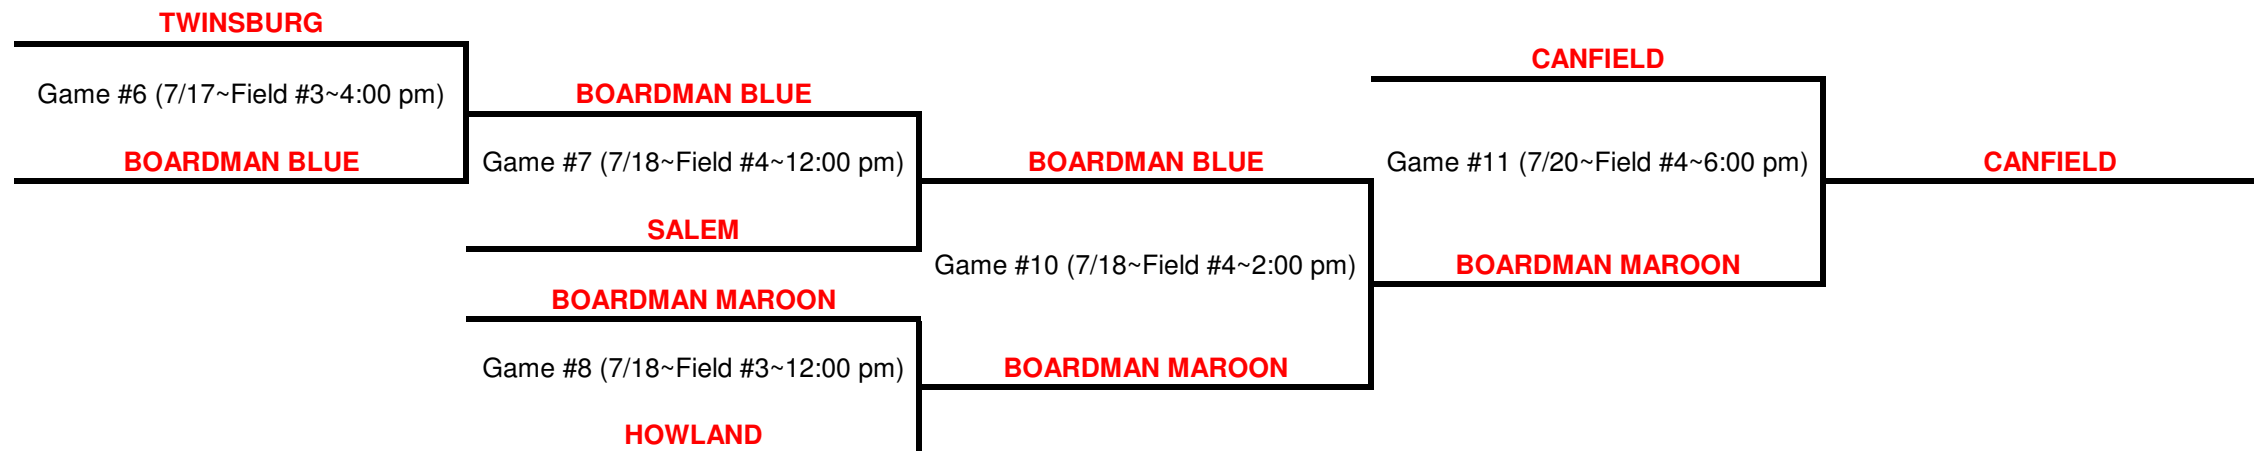 TWINSBURG
CANFIELD
Game #6 (7/17~Field #3~4:00 pm)
BOARDMAN BLUE
BOARDMAN BLUE
Game #7 (7/18~Field #4~12:00 pm)
BOARDMAN BLUE
Game #11 (7/20~Field #4~6:00 pm)
CANFIELD
SALEM
Game #10 (7/18~Field #4~2:00 pm)
BOARDMAN MAROON
BOARDMAN MAROON
Game #8 (7/18~Field #3~12:00 pm)
BOARDMAN MAROON
HOWLAND